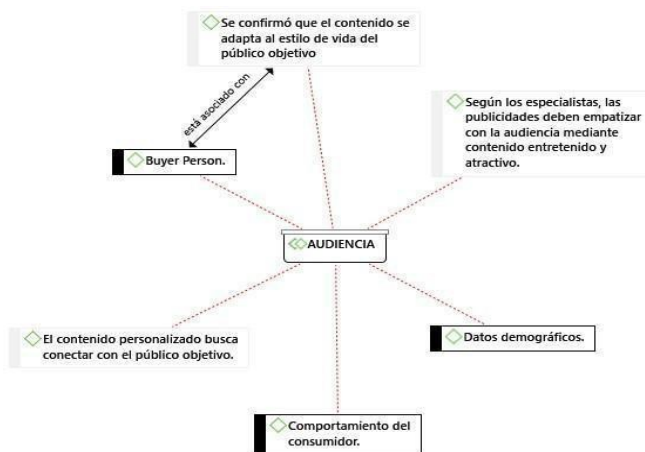 Se confirmó que el contenido se
adapta al estilo de vida del
público objetivo
está asociado con
Según los especialistas, las
publicidades deben empatizar
con la audiencia mediante
contenido entretenido y
atractivo.
Buyer Person.
AUDIENCIA
El contenido personalizado busca
conectar con el público objetivo.
Datos demográficos.
Comportamiento del
consumidor.